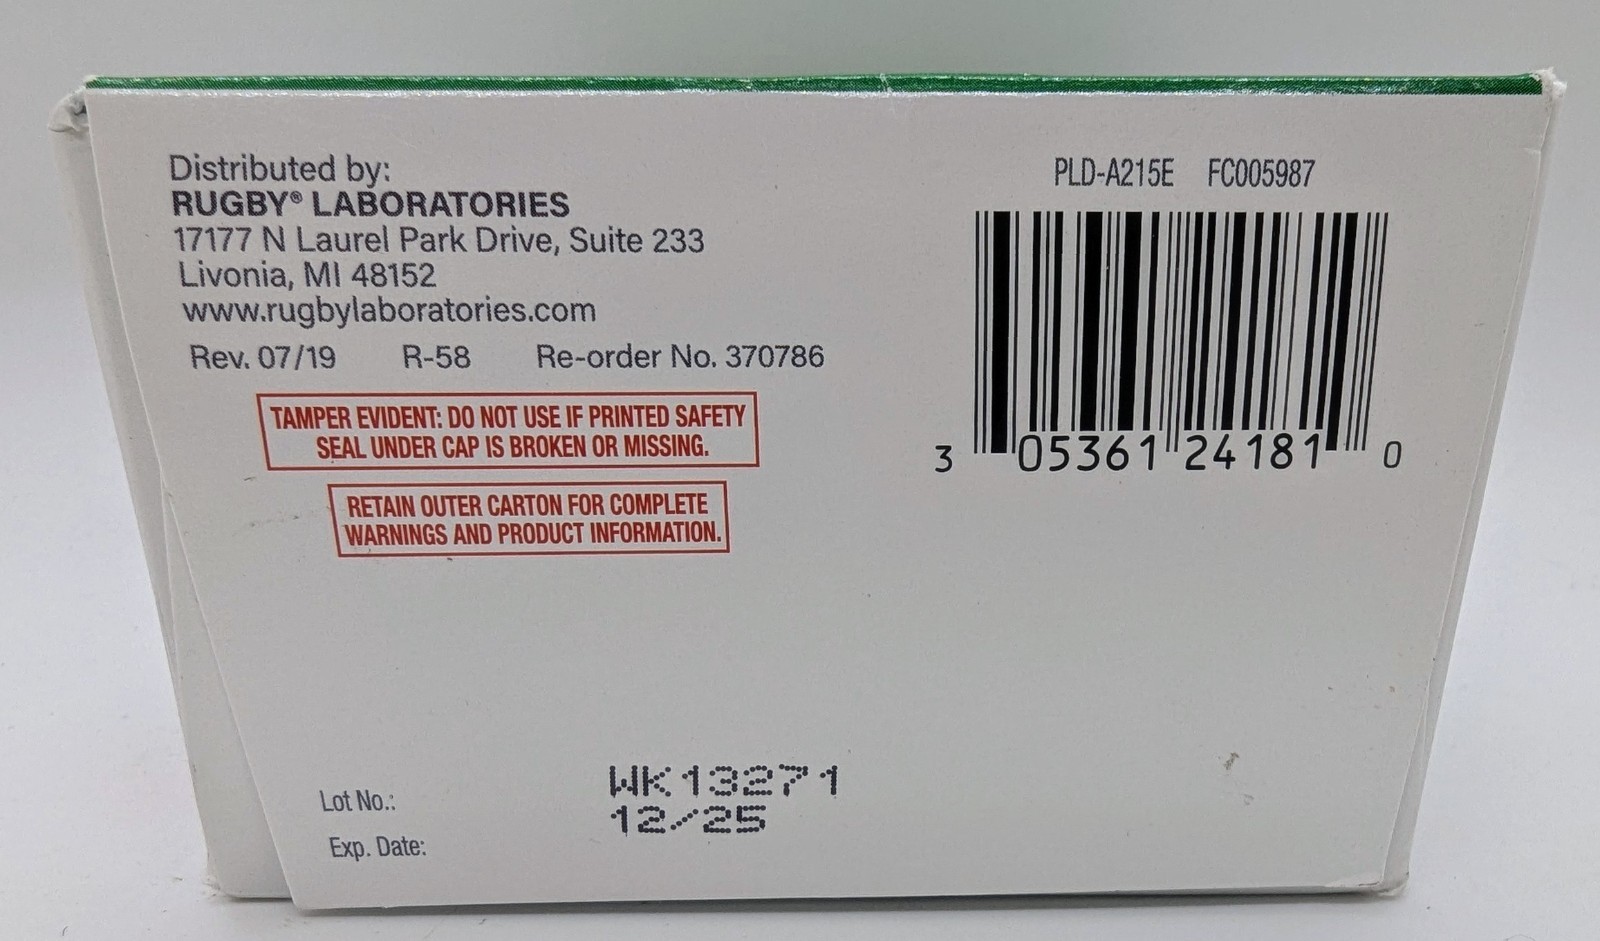 Distributed by:
RUGBY® LABORATORIES
17177 N Laurel Park Drive, Suite 233
Livonia, MI 48152
www.rugbylaboratories.com
Rev. 07/19 R-58 Re-order No. 370786
TAMPER EVIDENT: DO NOT USE IF PRINTED SAFETY
SEAL UNDER CAP IS BROKEN OR MISSING.
RETAIN OUTER CARTON FOR COMPLETE
WARNINGS AND PRODUCT INFORMATION.
PLD-A215E FC005987
3 05361 24181 0
Lot No.: WK13271
Exp. Date: 12/25